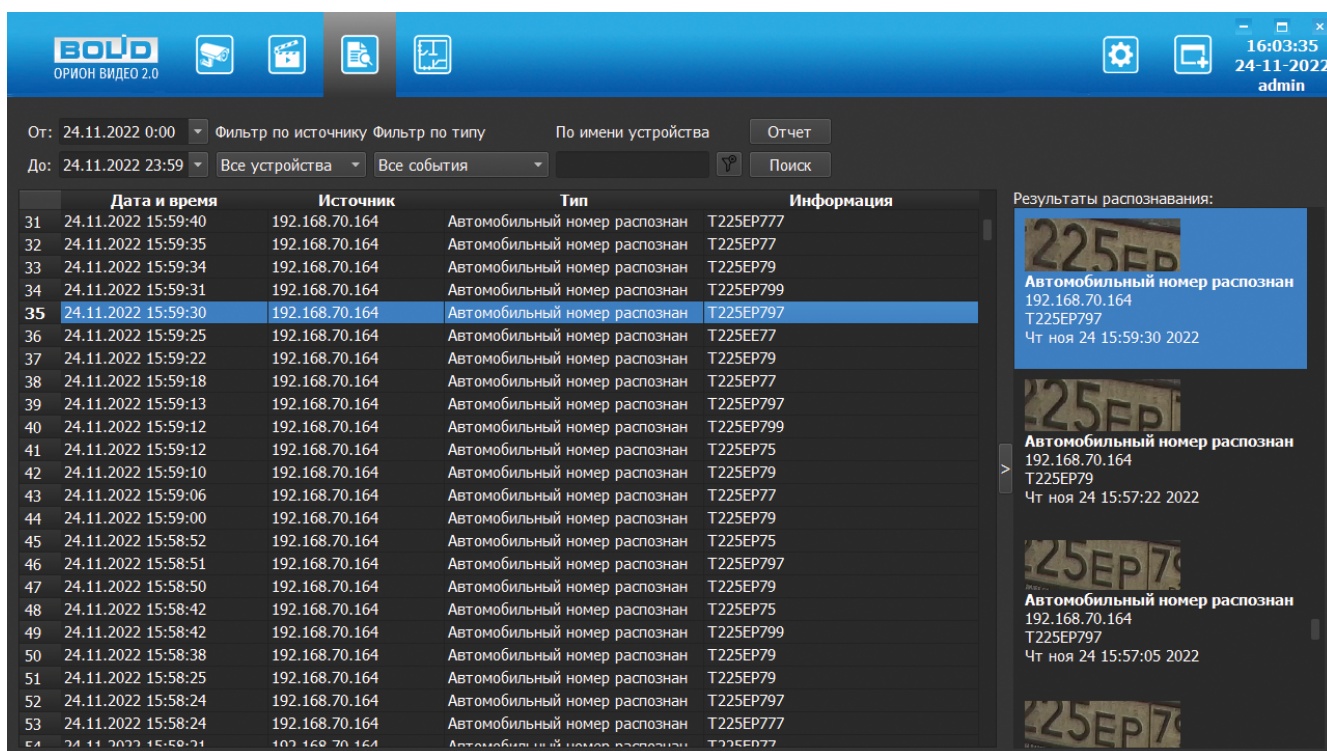 BOLID
ОРИОН ВИДЕО 2.0
16:03:35
24-11-2022
admin
От: 24.11.2022 0:00 Фильтр по источнику Фильтр по типу По имени устройства Отчет
До: 24.11.2022 23:59 Все устройства Все события Поиск
Дата и время Источник Тип Информация
31 24.11.2022 15:59:40 192.168.70.164 Автомобильный номер распознан T225EP777
32 24.11.2022 15:59:35 192.168.70.164 Автомобильный номер распознан T225EP77
33 24.11.2022 15:59:34 192.168.70.164 Автомобильный номер распознан T225EP79
34 24.11.2022 15:59:31 192.168.70.164 Автомобильный номер распознан T225EP799
35 24.11.2022 15:59:30 192.168.70.164 Автомобильный номер распознан T225EP797
36 24.11.2022 15:59:25 192.168.70.164 Автомобильный номер распознан T225EE77
37 24.11.2022 15:59:22 192.168.70.164 Автомобильный номер распознан T225EP79
38 24.11.2022 15:59:18 192.168.70.164 Автомобильный номер распознан T225EP77
39 24.11.2022 15:59:13 192.168.70.164 Автомобильный номер распознан T225EP797
40 24.11.2022 15:59:12 192.168.70.164 Автомобильный номер распознан T225EP799
41 24.11.2022 15:59:12 192.168.70.164 Автомобильный номер распознан T225EP75
42 24.11.2022 15:59:10 192.168.70.164 Автомобильный номер распознан T225EP79
43 24.11.2022 15:59:06 192.168.70.164 Автомобильный номер распознан T225EP77
44 24.11.2022 15:59:00 192.168.70.164 Автомобильный номер распознан T225EP79
45 24.11.2022 15:58:52 192.168.70.164 Автомобильный номер распознан T225EP75
46 24.11.2022 15:58:51 192.168.70.164 Автомобильный номер распознан T225EP797
47 24.11.2022 15:58:50 192.168.70.164 Автомобильный номер распознан T225EP79
48 24.11.2022 15:58:42 192.168.70.164 Автомобильный номер распознан T225EP75
49 24.11.2022 15:58:42 192.168.70.164 Автомобильный номер распознан T225EP799
50 24.11.2022 15:58:38 192.168.70.164 Автомобильный номер распознан T225EP79
51 24.11.2022 15:58:25 192.168.70.164 Автомобильный номер распознан T225EP79
52 24.11.2022 15:58:24 192.168.70.164 Автомобильный номер распознан T225EP797
53 24.11.2022 15:58:24 192.168.70.164 Автомобильный номер распознан T225EP777
54 24.11.2022 15:58:21 192.168.70.164 Автомобильный номер распознан T225EP77
Результаты распознавания:
225EP
Автомобильный номер распознан
192.168.70.164
T225EP797
Чт ноя 24 15:59:30 2022
225EP
Автомобильный номер распознан
192.168.70.164
T225EP79
Чт ноя 24 15:57:22 2022
225EP79
Автомобильный номер распознан
192.168.70.164
T225EP797
Чт ноя 24 15:57:05 2022
225EP79